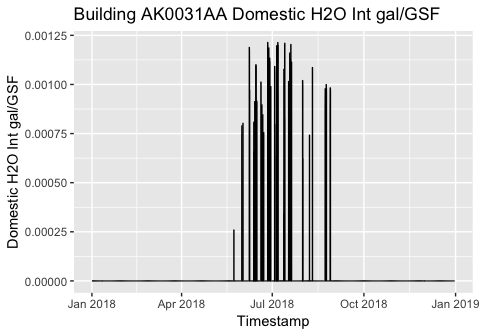 Building AK0031AA Domestic H2O Int gal/GSF
Domestic H2O Int gal/GSF
0.00125
0.00100
0.00075
0.00050
0.00025
0.00000
Jan 2018
Apr 2018
Jul 2018
Oct 2018
Jan 2019
Timestamp